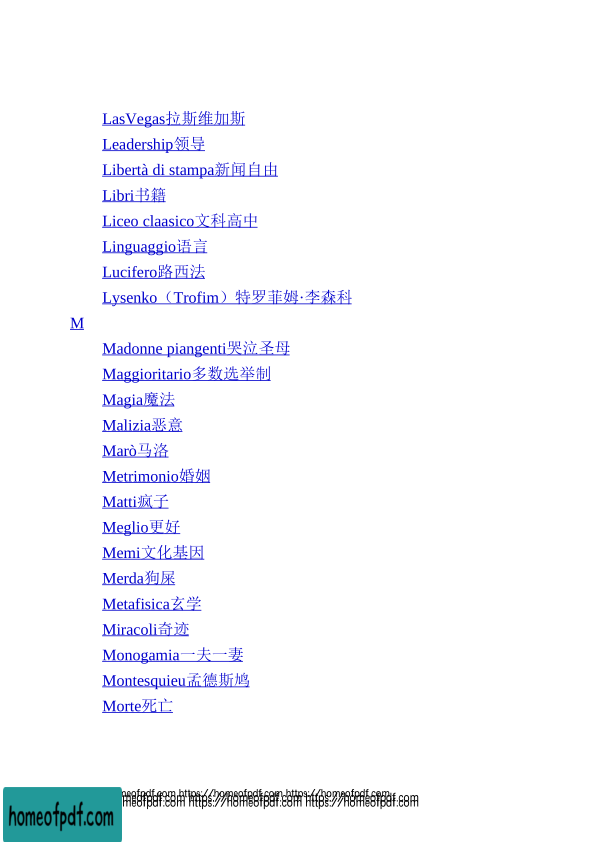 LasVegas拉斯维加斯
Leadership领导
Libertà di stampa新闻自由
Libri书籍
Liceo claasico文科高中
Linguaggio语言
Lucifero路西法
Lysenko（Trofim）特罗菲姆·李森科
M
Madonne piangenti哭泣圣母
Maggioritario多数选举制
Magia魔法
Malizia恶意
Marò马洛
Metrimonio婚姻
Matti疯子
Meglio更好
Memi文化基因
Merda狗屎
Metafisica玄学
Miracoli奇迹
Monogamia一夫一妻
Montesquieu孟德斯鸠
Morte死亡
meofpdf.com https://homeofpdf.com https://homeofpdf.com
meofpdf.com https://homeofpdf.com https://homeofpdf.com
meofpdf.com https://homeofpdf.com https://homeofpdf.com
homeofpdf.com